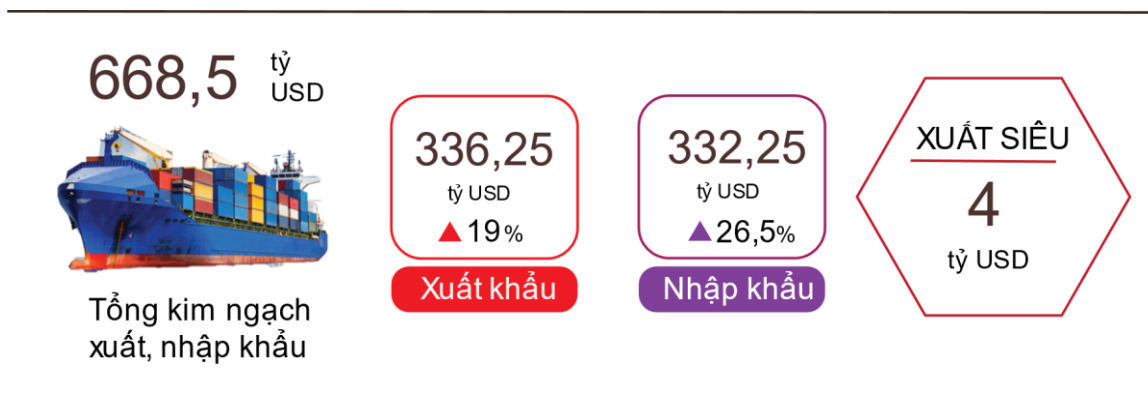 668,5 tỷ
USD
Tổng kim ngạch
xuất, nhập khẩu
336,25
tỷ USD
▲19%
Xuất khẩu
332,25
tỷ USD
▲26,5%
Nhập khẩu
XUẤT SIÊU
4
tỷ USD